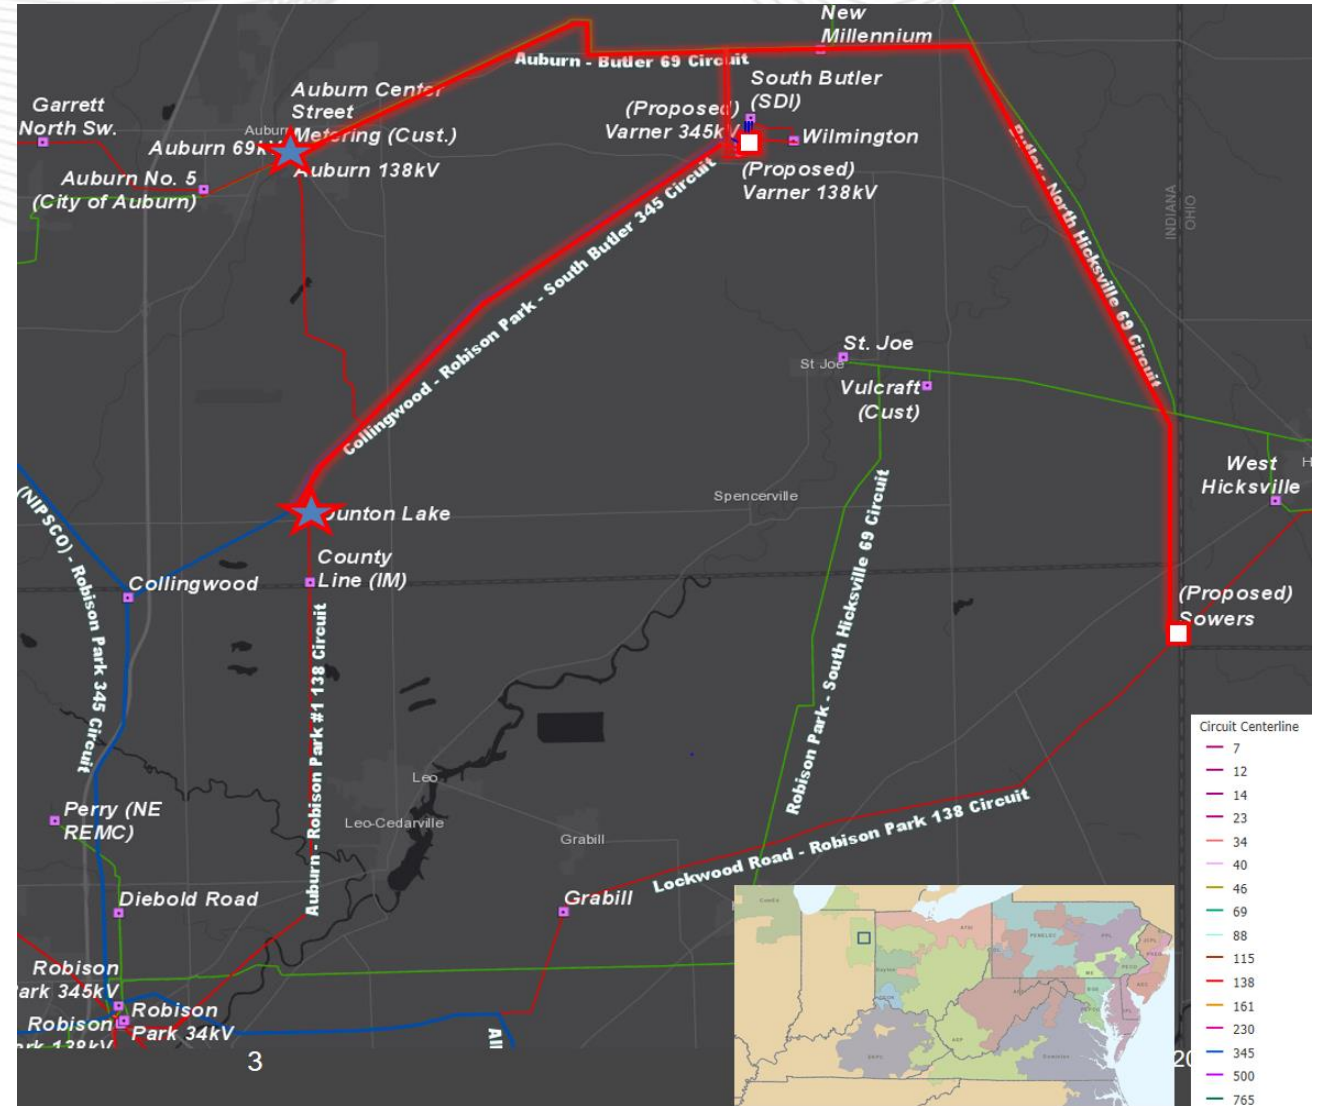 New
Millennium
Auburn - Butler 69 Circuit
South Butler
(SDI)
Auburn Center
Street
Metering (Cust.)
Garrett
North Sw.
(Proposed)
Varner 345kV
Wilmington
Auburn 69kV
Auburn 138kV
Auburn No. 5
(City of Auburn)
(Proposed)
Varner 138kV
INDIANA
OHIO
Butler - North Hicksville 69 Circuit
Collingwood - Robison Park - South Butler 345 Circuit
St. Joe
St Joe
Vulcraft
(Cust)
West
Hicksville
H
Spencerville
Robison Park - South Hicksville 69 Circuit
unton Lake
County
Line (IM)
Collingwood
(NIPSCO) - Robison Park 345 Circuit
Auburn - Robison Park #1 138 Circuit
(Proposed)
Sowers
Leo
Leo-Cedarville
Grabill
Perry (NE
REMC)
Lockwood Road - Robison Park 138 Circuit
Diebold Road
Grabill
Robison
ark 345kV
Robison
Park 34kV
Robison
ark 138kV
All
3
20
Circuit Centerline
7
12
14
23
34
40
46
69
88
115
138
161
230
345
500
765